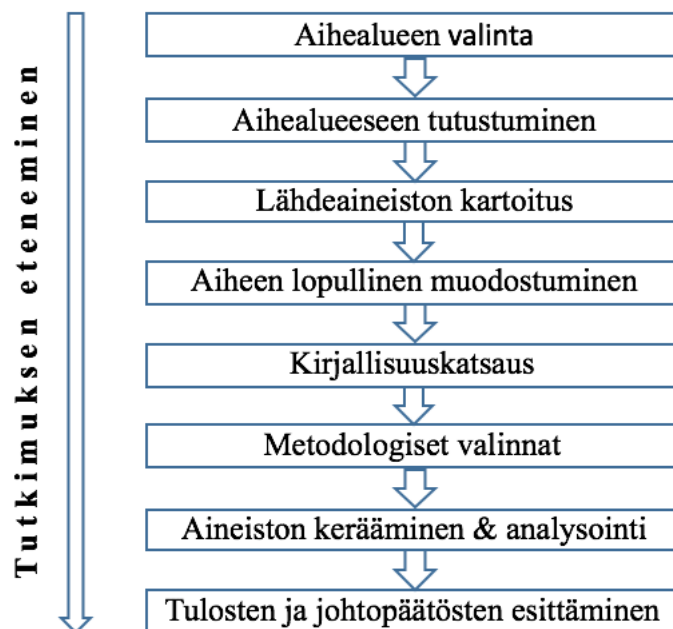 Tutkimuksen eteneminen
Aihealueen valinta
Aihealueeseen tutustuminen
Lähdeaineiston kartoitus
Aiheen lopullinen muodostuminen
Kirjallisuuskatsaus
Metodologiset valinnat
Aineiston kerääminen & analysointi
Tulosten ja johtopäätösten esittäminen